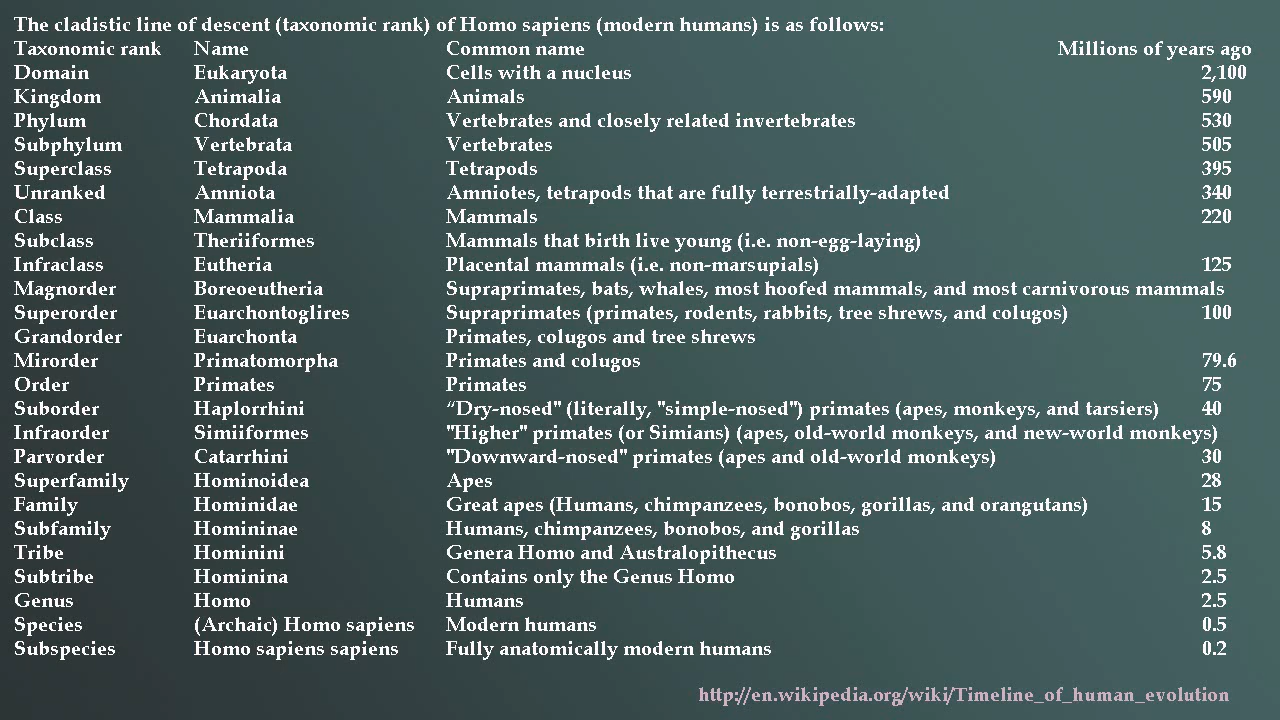 The cladistic line of descent (taxonomic rank) of Homo sapiens (modern humans) is as follows:
Taxonomic rank Name Common name Millions of years ago
Domain Eukaryota Cells with a nucleus 2,100
Kingdom Animalia Animals 590
Phylum Chordata Vertebrates and closely related invertebrates 530
Subphylum Vertebrata Vertebrates 505
Superclass Tetrapoda Tetrapods 395
Unranked Amniota Amniotes, tetrapods that are fully terrestrially-adapted 340
Class Mammalia Mammals 220
Subclass Theriiformes Mammals that birth live young (i.e. non-egg-laying)
Infraclass Eutheria Placental mammals (i.e. non-marsupials) 125
Magnorder Boreoeutheria Supraprimates, bats, whales, most hoofed mammals, and most carnivorous mammals
Superorder Euarchontoglires Supraprimates (primates, rodents, rabbits, tree shrews, and colugos) 100
Grandorder Euarchonta Primates, colugos and tree shrews
Mirorder Primatomorpha Primates and colugos 79.6
Order Primates Primates 75
Suborder Haplorrhini “Dry-nosed" (literally, "simple-nosed") primates (apes, monkeys, and tarsiers) 40
Infraorder Simiiformes "Higher" primates (or Simians) (apes, old-world monkeys, and new-world monkeys)
Parvorder Catarrhini "Downward-nosed" primates (apes and old-world monkeys) 30
Superfamily Hominoidea Apes 28
Family Hominidae Great apes (Humans, chimpanzees, bonobos, gorillas, and orangutans) 15
Subfamily Homininae Humans, chimpanzees, bonobos, and gorillas 8
Tribe Hominini Genera Homo and Australopithecus 5.8
Subtribe Hominina Contains only the Genus Homo 2.5
Genus Homo Humans 2.5
Species (Archaic) Homo sapiens Modern humans 0.5
Subspecies Homo sapiens sapiens Fully anatomically modern humans 0.2
http://en.wikipedia.org/wiki/Timeline_of_human_evolution